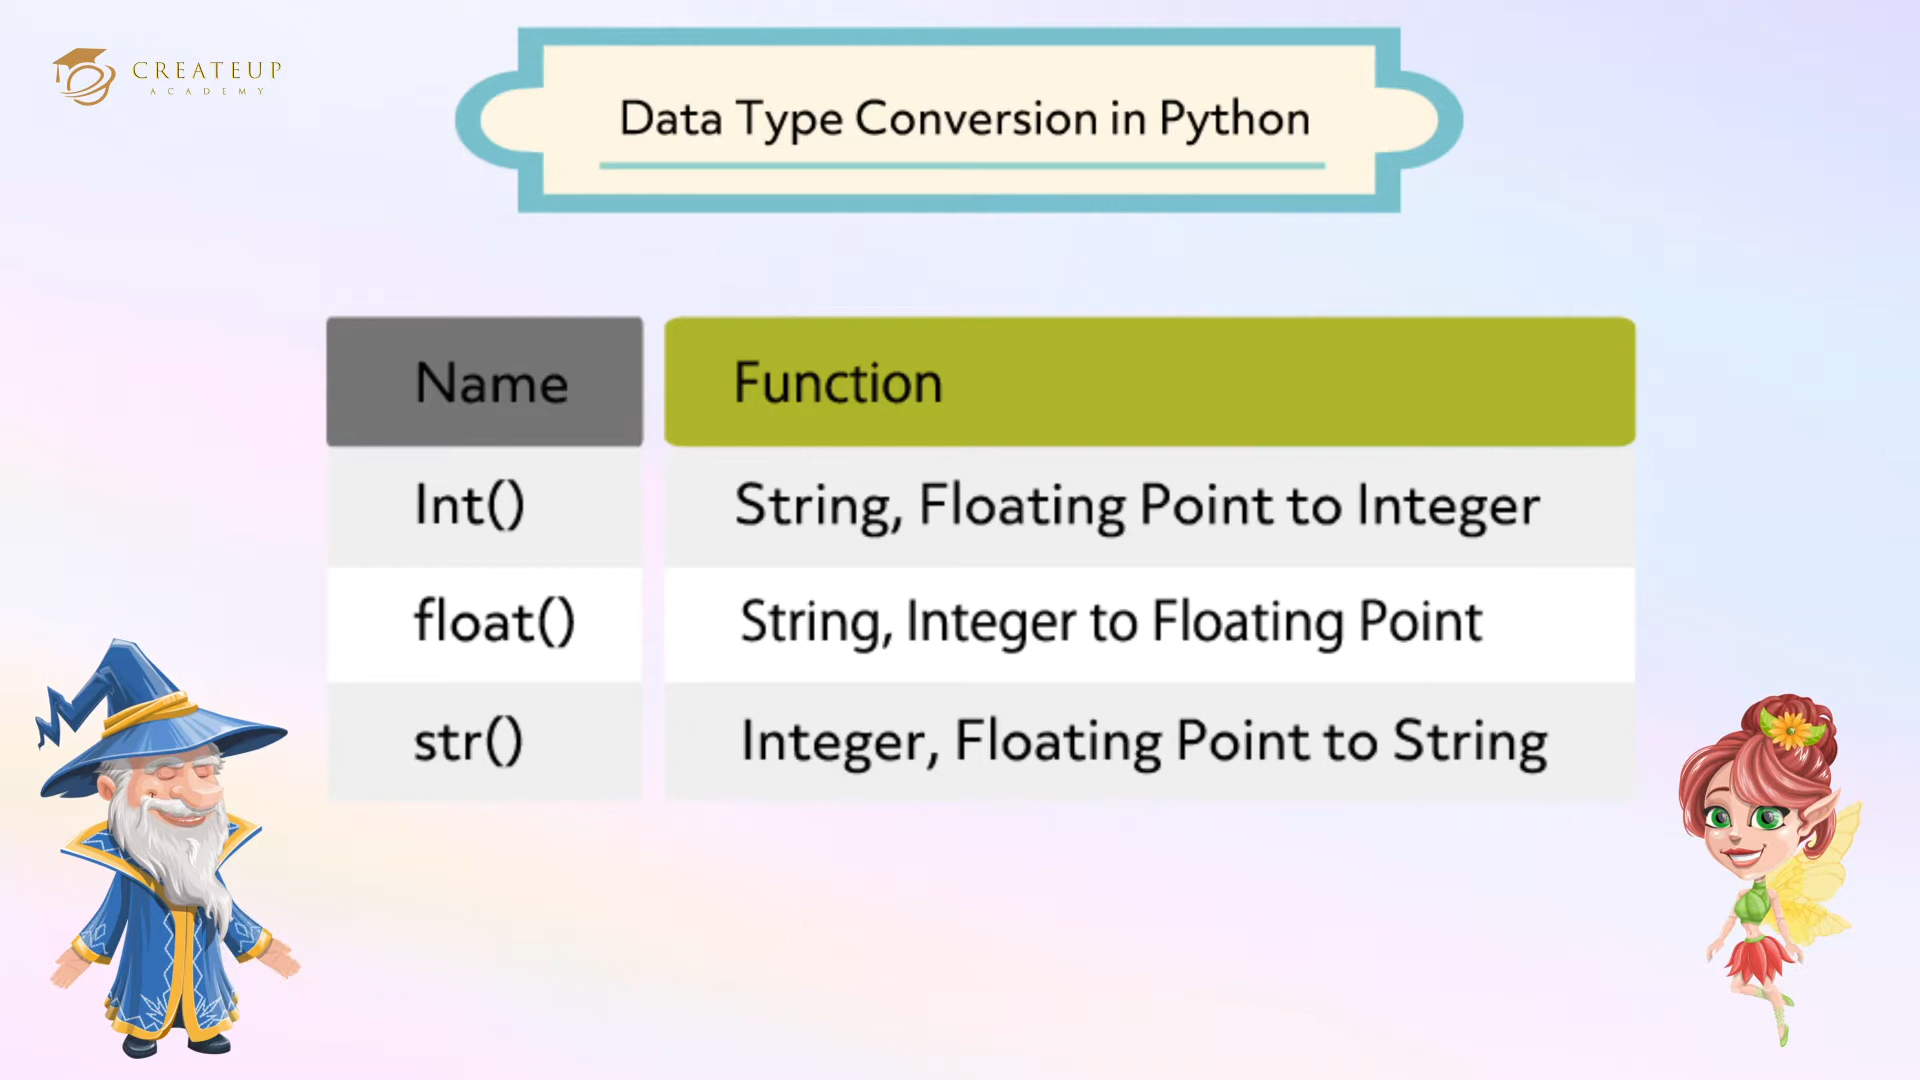 CREATEUP
ACADEMY
Data Type Conversion in Python
Name Function
Int() String, Floating Point to Integer
float() String, Integer to Floating Point
str() Integer, Floating Point to String